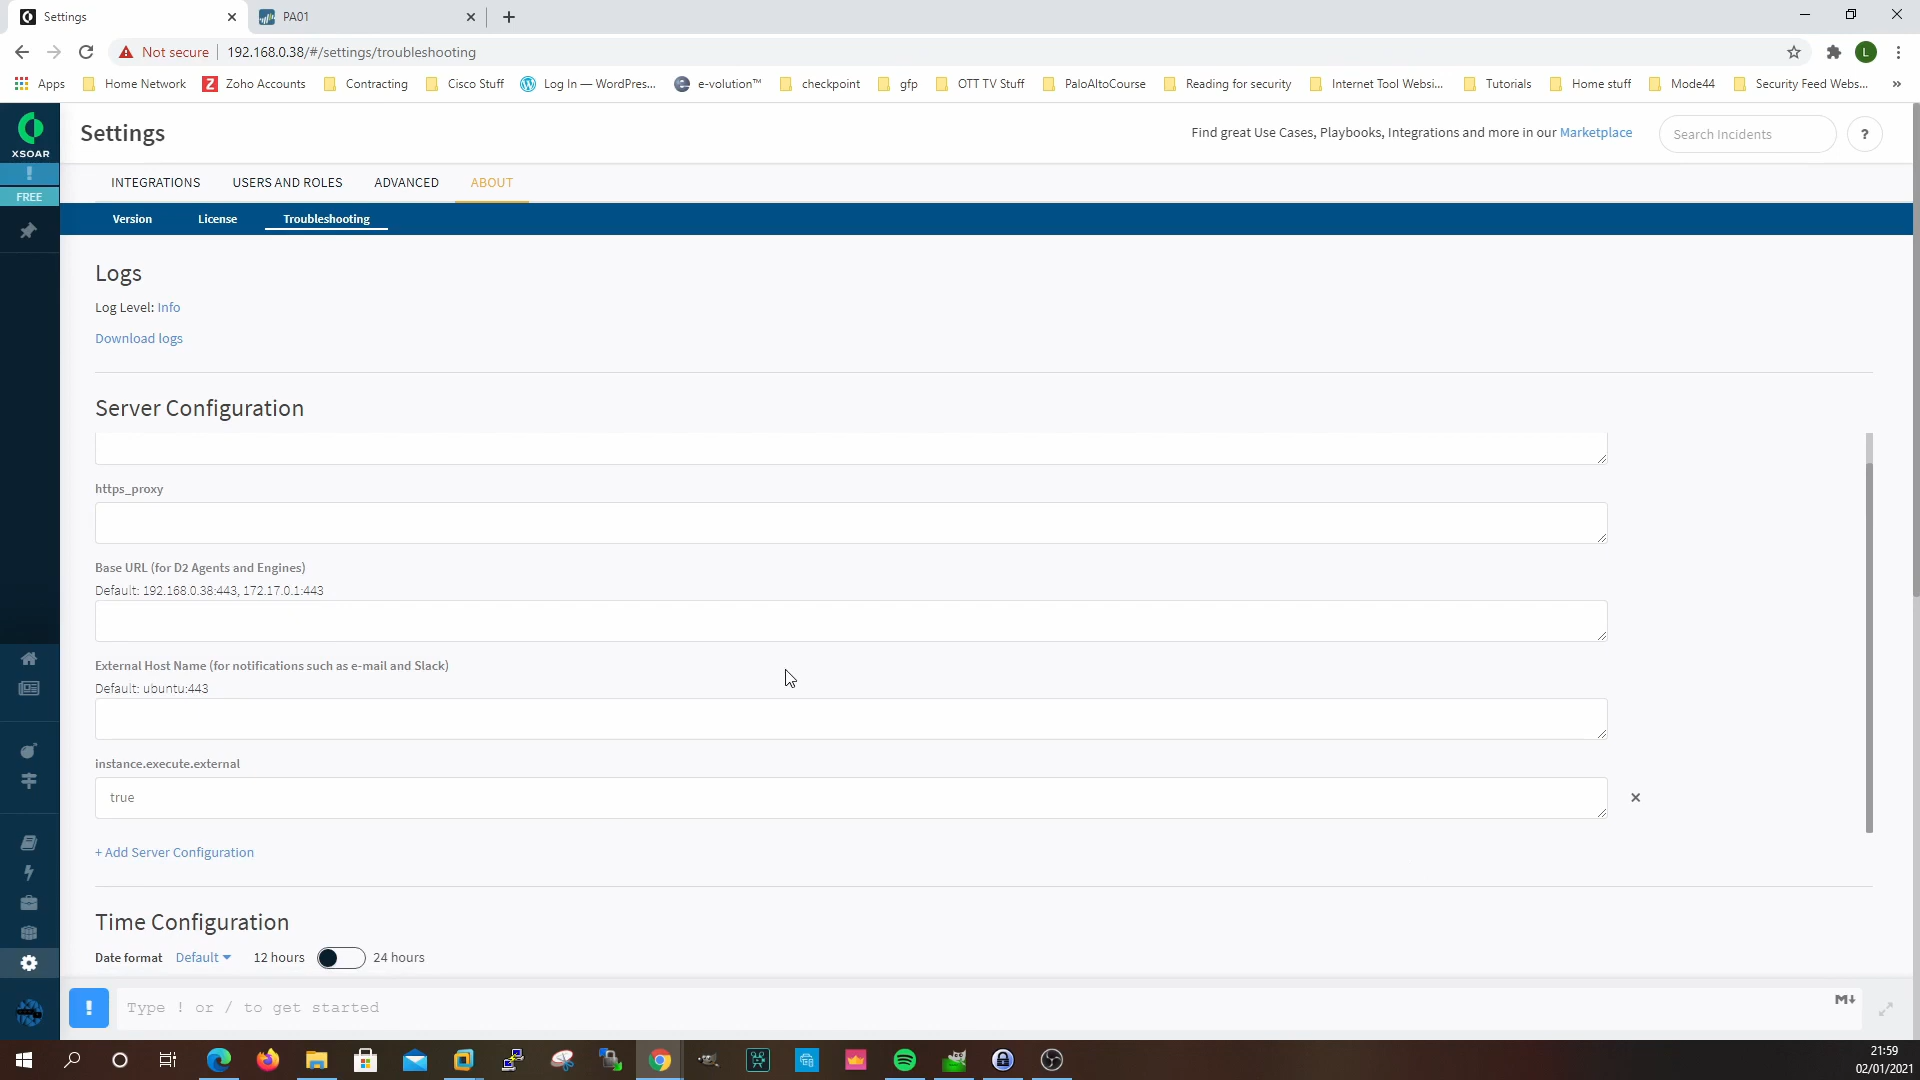 Settings
PA01
Not secure
192.168.0.38/#/settings/troubleshooting
L
Apps
Home Network
Zoho Accounts
Contracting
Cisco Stuff
Log In — WordPres...
e-volution™
checkpoint
gfp
OTT TV Stuff
PaloAltoCourse
Reading for security
Internet Tool Websi...
Tutorials
Home stuff
Mode44
Security Feed Webs...
»
XSOAR
FREE
Settings
Find great Use Cases, Playbooks, Integrations and more in our Marketplace
Search Incidents
?
INTEGRATIONS
USERS AND ROLES
ADVANCED
ABOUT
Version
License
Troubleshooting
Logs
Log Level: Info
Download logs
Server Configuration
https_proxy
Base URL (for D2 Agents and Engines)
Default: 192.168.0.38:443, 172.17.0.1:443
External Host Name (for notifications such as e-mail and Slack)
Default: ubuntu:443
instance.execute.external
true
+ Add Server Configuration
Time Configuration
Date format Default 12 hours 24 hours
!
Type ! or / to get started
M↓
21:59
02/01/2021